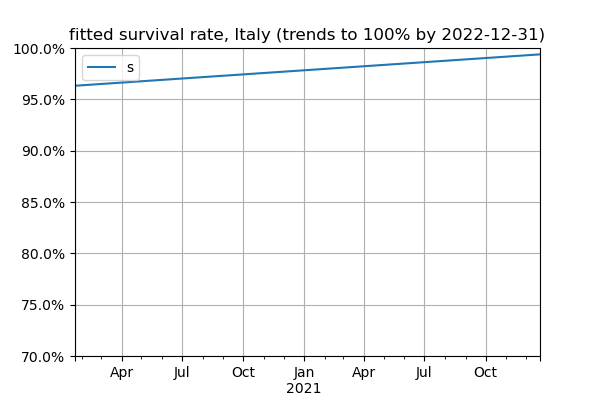 fitted survival rate, Italy (trends to 100% by 2022-12-31)
100.0%
s
95.0%
90.0%
85.0%
80.0%
75.0%
70.0%
Apr Jul Oct Jan Apr Jul Oct
2021